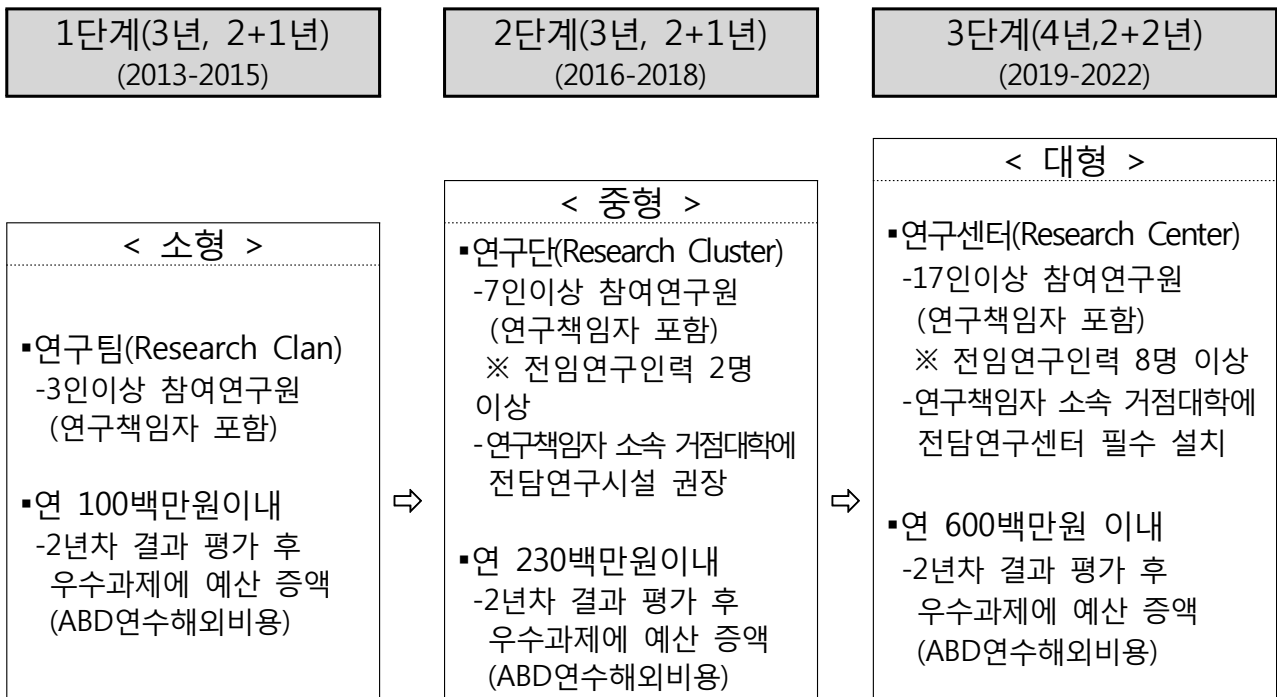 1단계(3년, 2+1년)
(2013-2015)
2단계(3년, 2+1년)
(2016-2018)
3단계(4년,2+2년)
(2019-2022)
< 소형 >
▪연구팀(Research Clan)
-3인이상 참여연구원
(연구책임자 포함)
▪연 100백만원이내
-2년차 결과 평가 후
우수과제에 예산 증액
(ABD연수해외비용)
⇨
< 중형 >
▪연구단(Research Cluster)
-7인이상 참여연구원
(연구책임자 포함)
※ 전임연구인력 2명
이상
-연구책임자 소속 거점대학에
전담연구시설 권장
▪연 230백만원이내
-2년차 결과 평가 후
우수과제에 예산 증액
(ABD연수해외비용)
⇨
< 대형 >
▪연구센터(Research Center)
-17인이상 참여연구원
(연구책임자 포함)
※ 전임연구인력 8명 이상
-연구책임자 소속 거점대학에
전담연구센터 필수 설치
▪연 600백만원 이내
-2년차 결과 평가 후
우수과제에 예산 증액
(ABD연수해외비용)